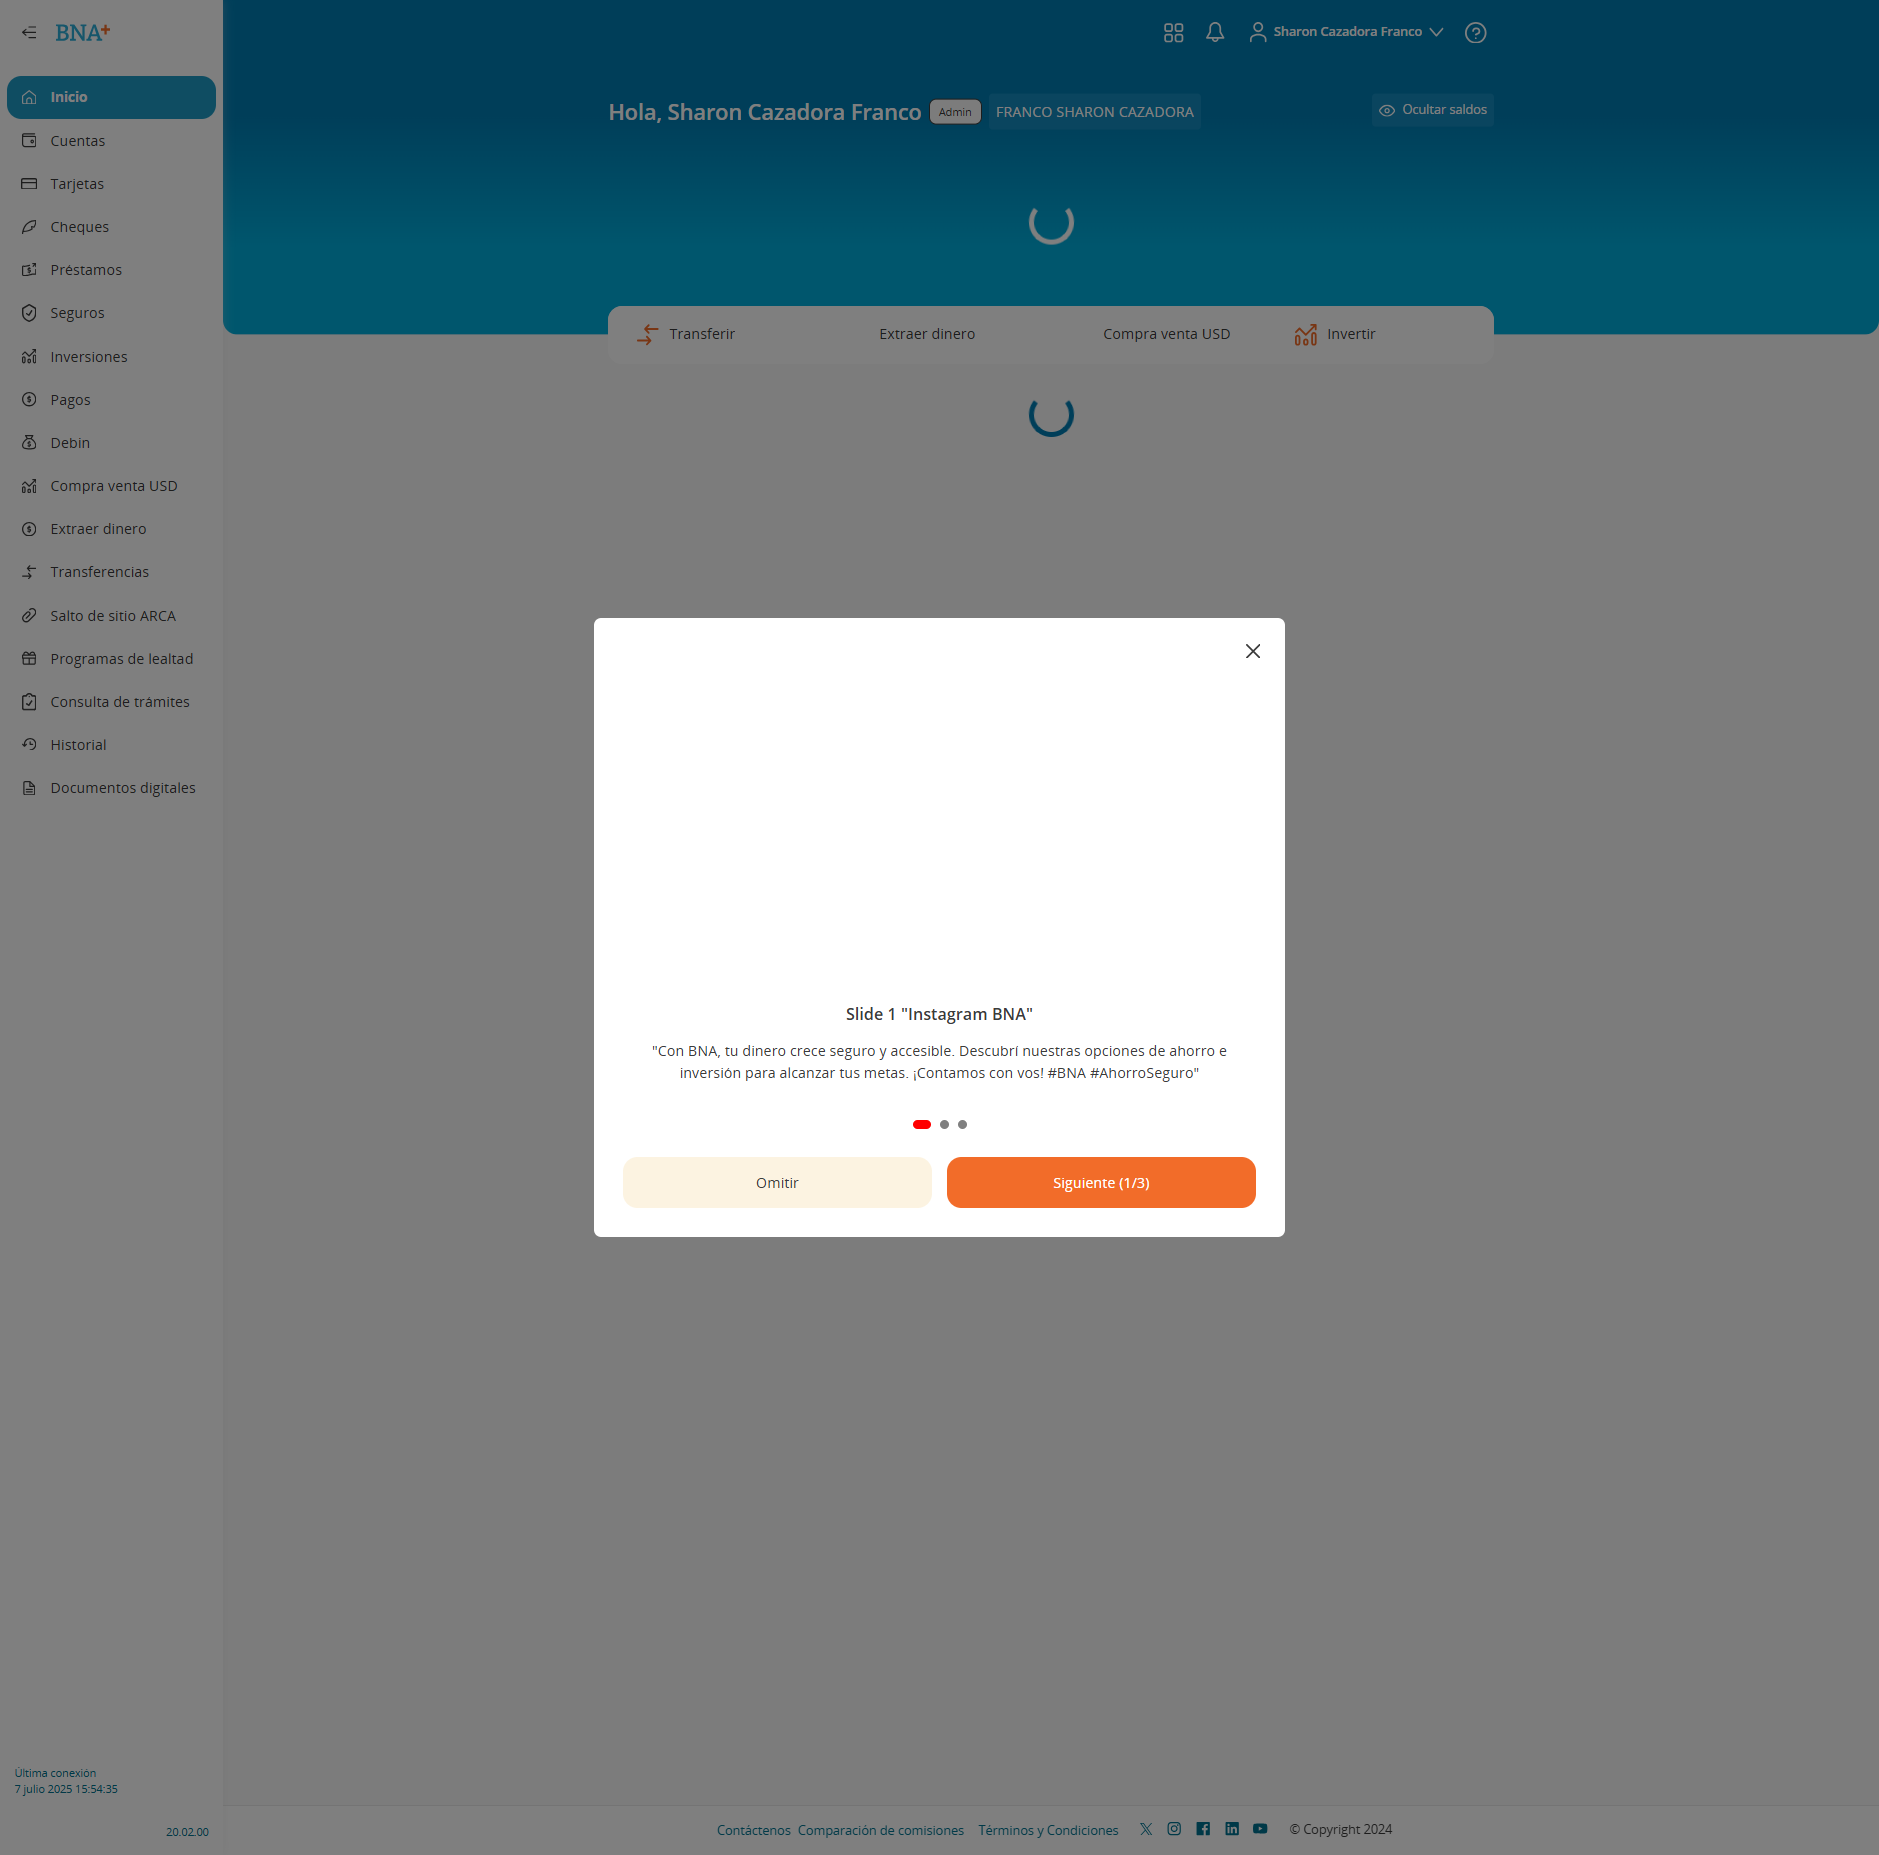 BNA+
Inicio
Cuentas
Tarjetas
Cheques
Préstamos
Seguros
Inversiones
Pagos
Debin
Compra venta USD
Extraer dinero
Transferencias
Salto de sitio ARCA
Programas de lealtad
Consulta de trámites
Historial
Documentos digitales
Última conexión
7 julio 2025 15:54:35
20.02.00
Sharon Cazadora Franco
Hola, Sharon Cazadora Franco Admin FRANCO SHARON CAZADORA Ocultar saldos
Transferir Extraer dinero Compra venta USD Invertir
Slide 1 "Instagram BNA"
"Con BNA, tu dinero crece seguro y accesible. Descubrí nuestras opciones de ahorro e
inversión para alcanzar tus metas. ¡Contamos con vos! #BNA #AhorroSeguro"
Omitir Siguiente (1/3)
Contáctenos Comparación de comisiones Términos y Condiciones © Copyright 2024